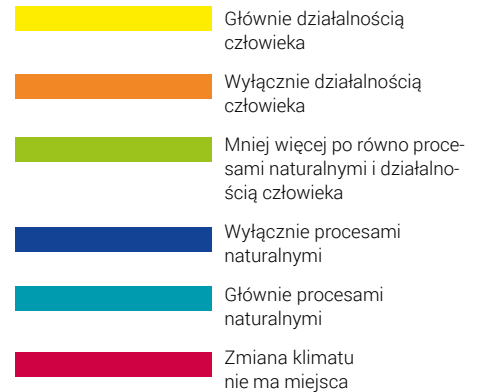 Głównie działalnością
człowieka
Wyłącznie działalnością
człowieka
Mniej więcej po równo proce-
sami naturalnymi i działalno-
ścią człowieka
Wyłącznie procesami
naturalnymi
Głównie procesami
naturalnymi
Zmiana klimatu
nie ma miejsca